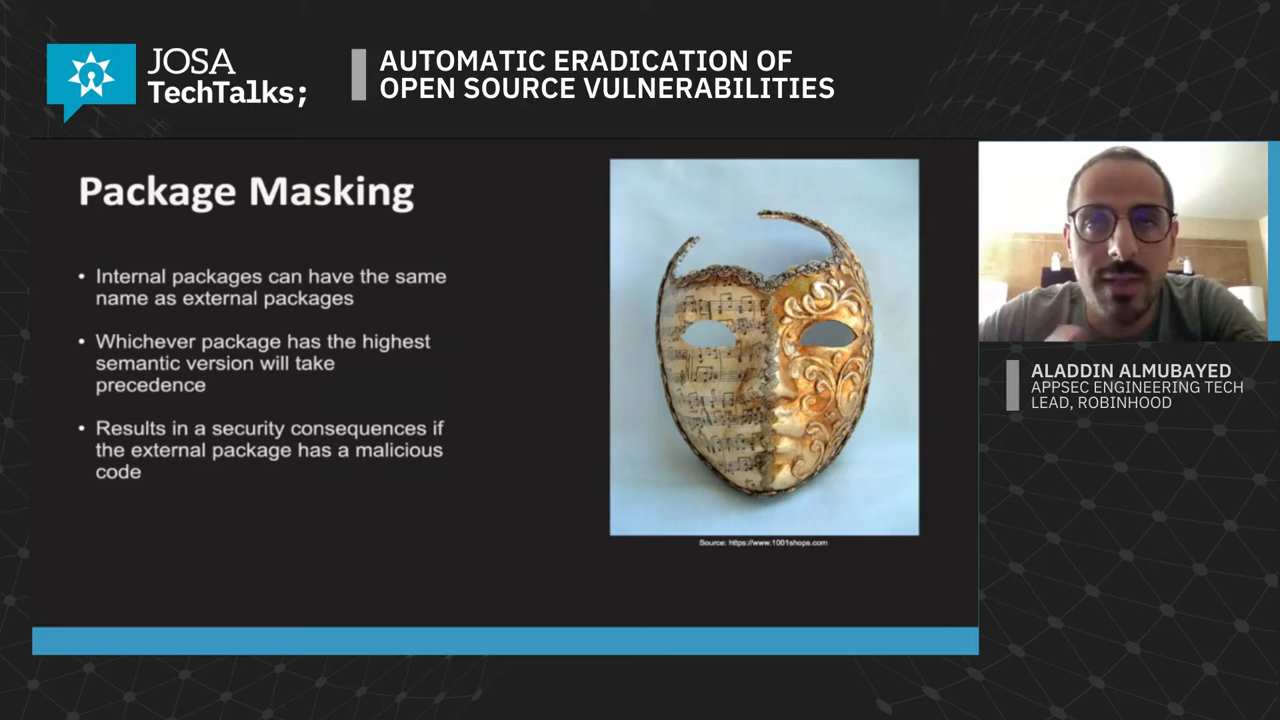 JOSA
TechTalks;
AUTOMATIC ERADICATION OF
OPEN SOURCE VULNERABILITIES
Package Masking
• Internal packages can have the same
name as external packages
• Whichever package has the highest
semantic version will take
precedence
• Results in a security consequences if
the external package has a malicious
code
Source: https://www.1001shops.com
ALADDIN ALMUBAYED
APPSEC ENGINEERING TECH
LEAD, ROBINHOOD